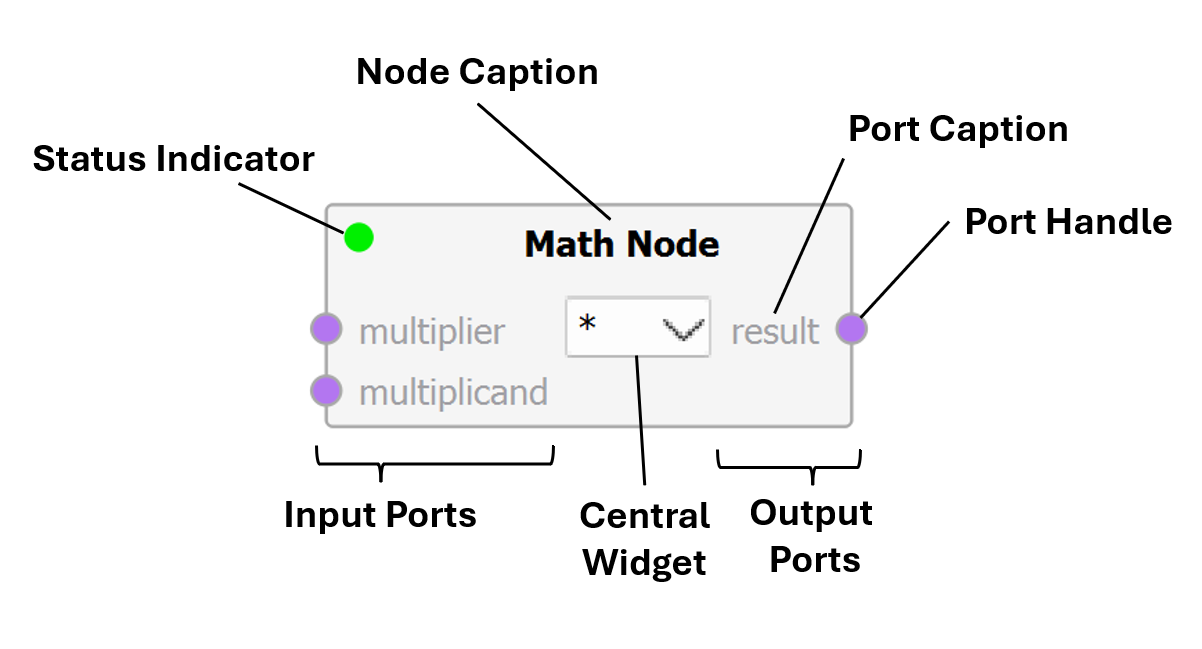 Node Caption
Port Caption
Status Indicator
Port Handle
Math Node
multiplier
*
result
multiplicand
Input Ports
Central
Widget
Output
Ports